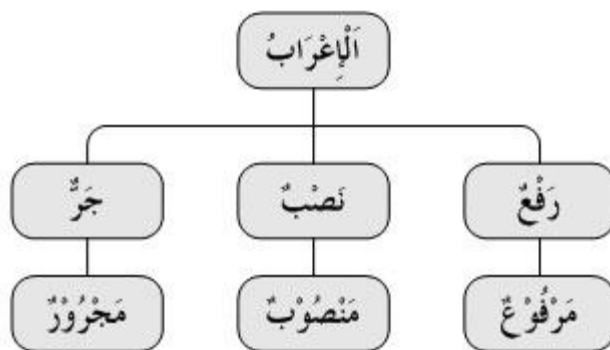 اَلْإِعْرَابُ
رَفْعٌ نَصْبٌ جَرٌّ
مَرْفُوْعٌ مَنْصُوْبٌ مَجْرُوْرٌ